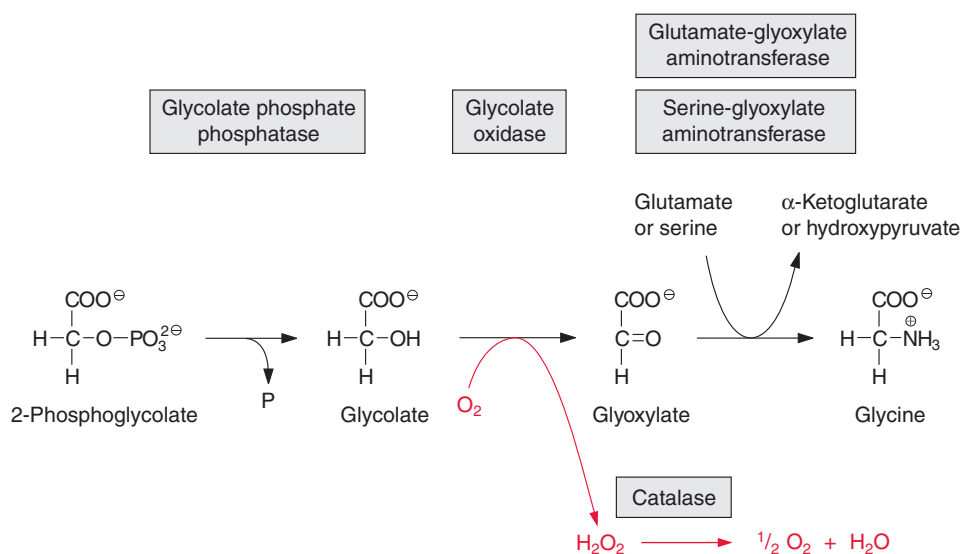 Glutamate-glyoxylate
aminotransferase
Glycolate phosphate
phosphatase
Glycolate
oxidase
Serine-glyoxylate
aminotransferase
Glutamate
or serine
α-Ketoglutarate
or hydroxypyruvate
COO⊖
H–C–O–PO₃²⊖
H
2-Phosphoglycolate
P
COO⊖
H–C–OH
H
Glycolate
O₂
COO⊖
C=O
H
Glyoxylate
COO⊖
H–C–NH₃⊕
H
Glycine
Catalase
H₂O₂
½ O₂ + H₂O